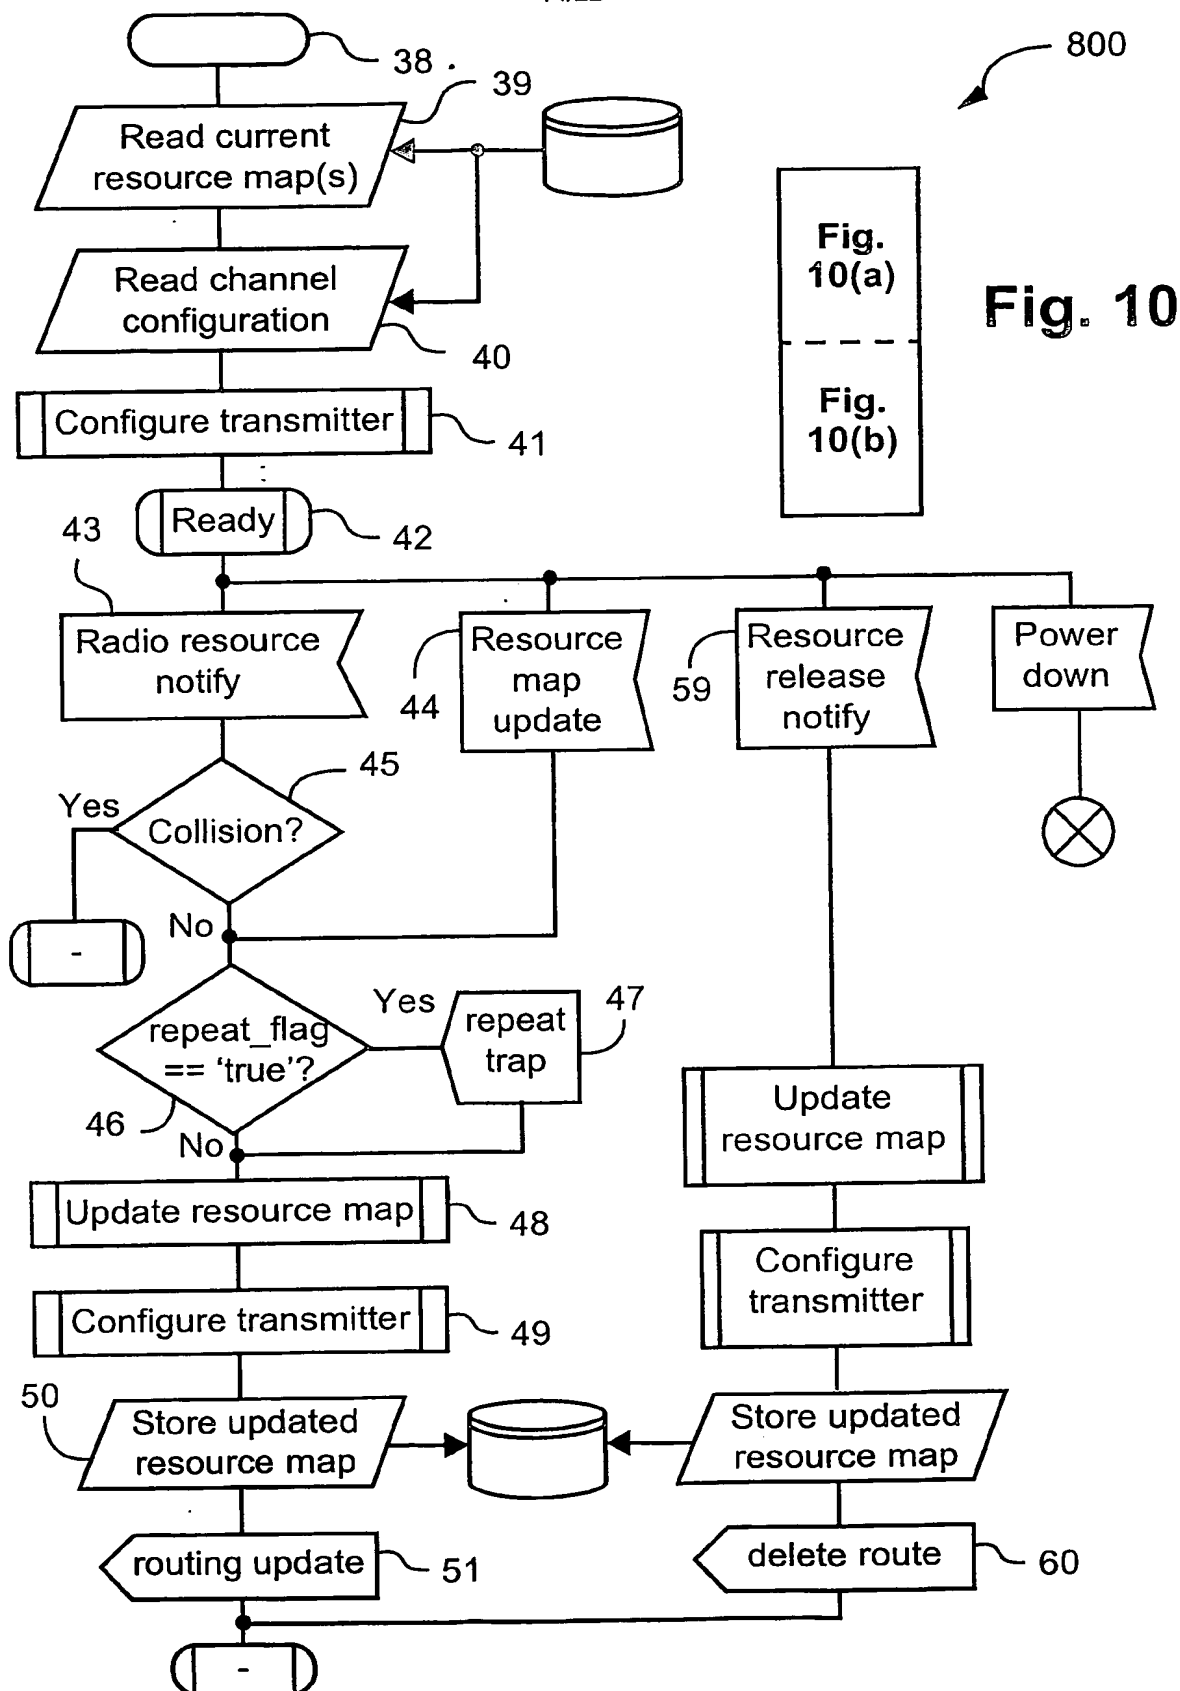 38
800
39
Read current
resource map(s)
Fig.
10(a)
Read channel
configuration
Fig. 10
40
Fig.
10(b)
Configure transmitter
41
Ready
42
43
Radio resource
notify
Resource
map
update
44
Resource
release
notify
59
Power
down
45
Yes
Collision?
No
-
Yes
47
repeat_flag
== ‘true’?
repeat
trap
46
No
Update
resource map
Update resource map
48
Configure
transmitter
Configure transmitter
49
50
Store updated
resource map
Store updated
resource map
routing update
51
delete route
60
-